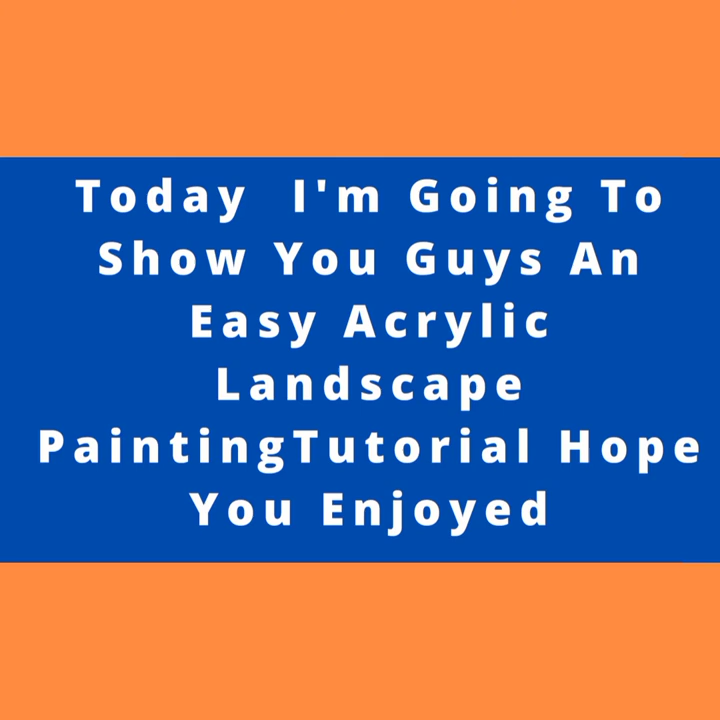 Today  I'm Going To
Show You Guys An
Easy Acrylic
Landscape
PaintingTutorial Hope
You Enjoyed